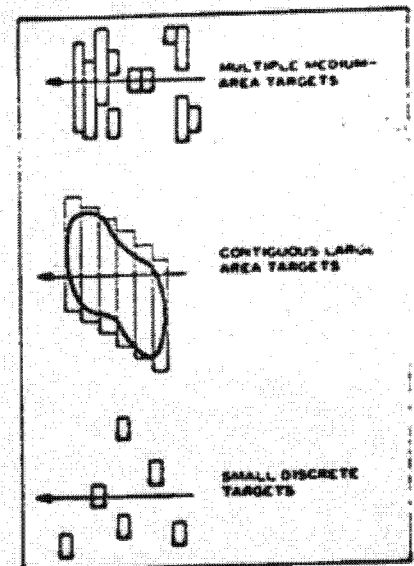 MULTIPLE MEDIUM-
AREA TARGETS
CONTIGUOUS LARGE
AREA TARGETS
SMALL DISCRETE
TARGETS